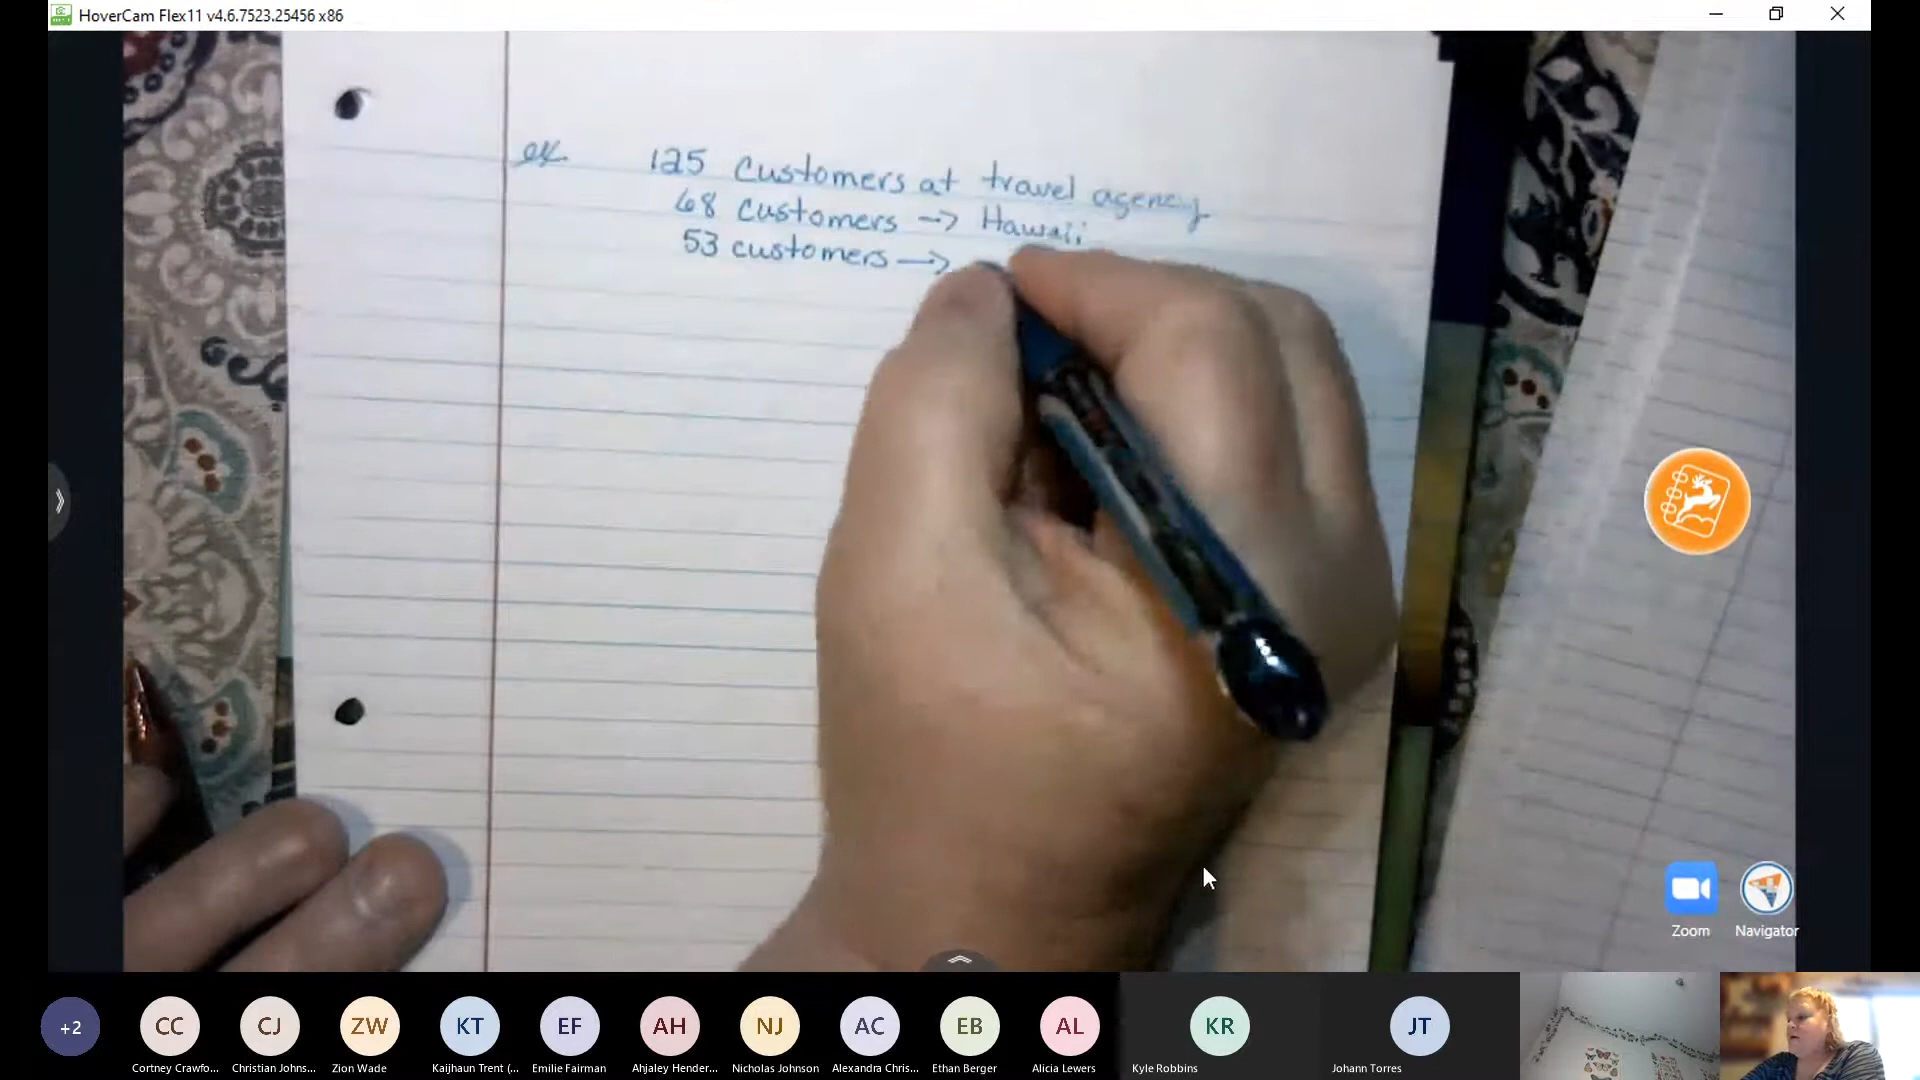 HoverCam Flex11 v4.6.7523.25456 x86
ex. 125 customers at travel agency
68 customers -> Hawaii
53 customers ->
Zoom
Navigator
+2
CC
CJ
ZW
KT
EF
AH
NJ
AC
EB
AL
KR
JT
Cortney Crawfo...
Christian Johns...
Zion Wade
Kaijhaun Trent (...
Emilie Fairman
Ahjaley Hender...
Nicholas Johnson
Alexandra Chris...
Ethan Berger
Alicia Lewers
Kyle Robbins
Johann Torres